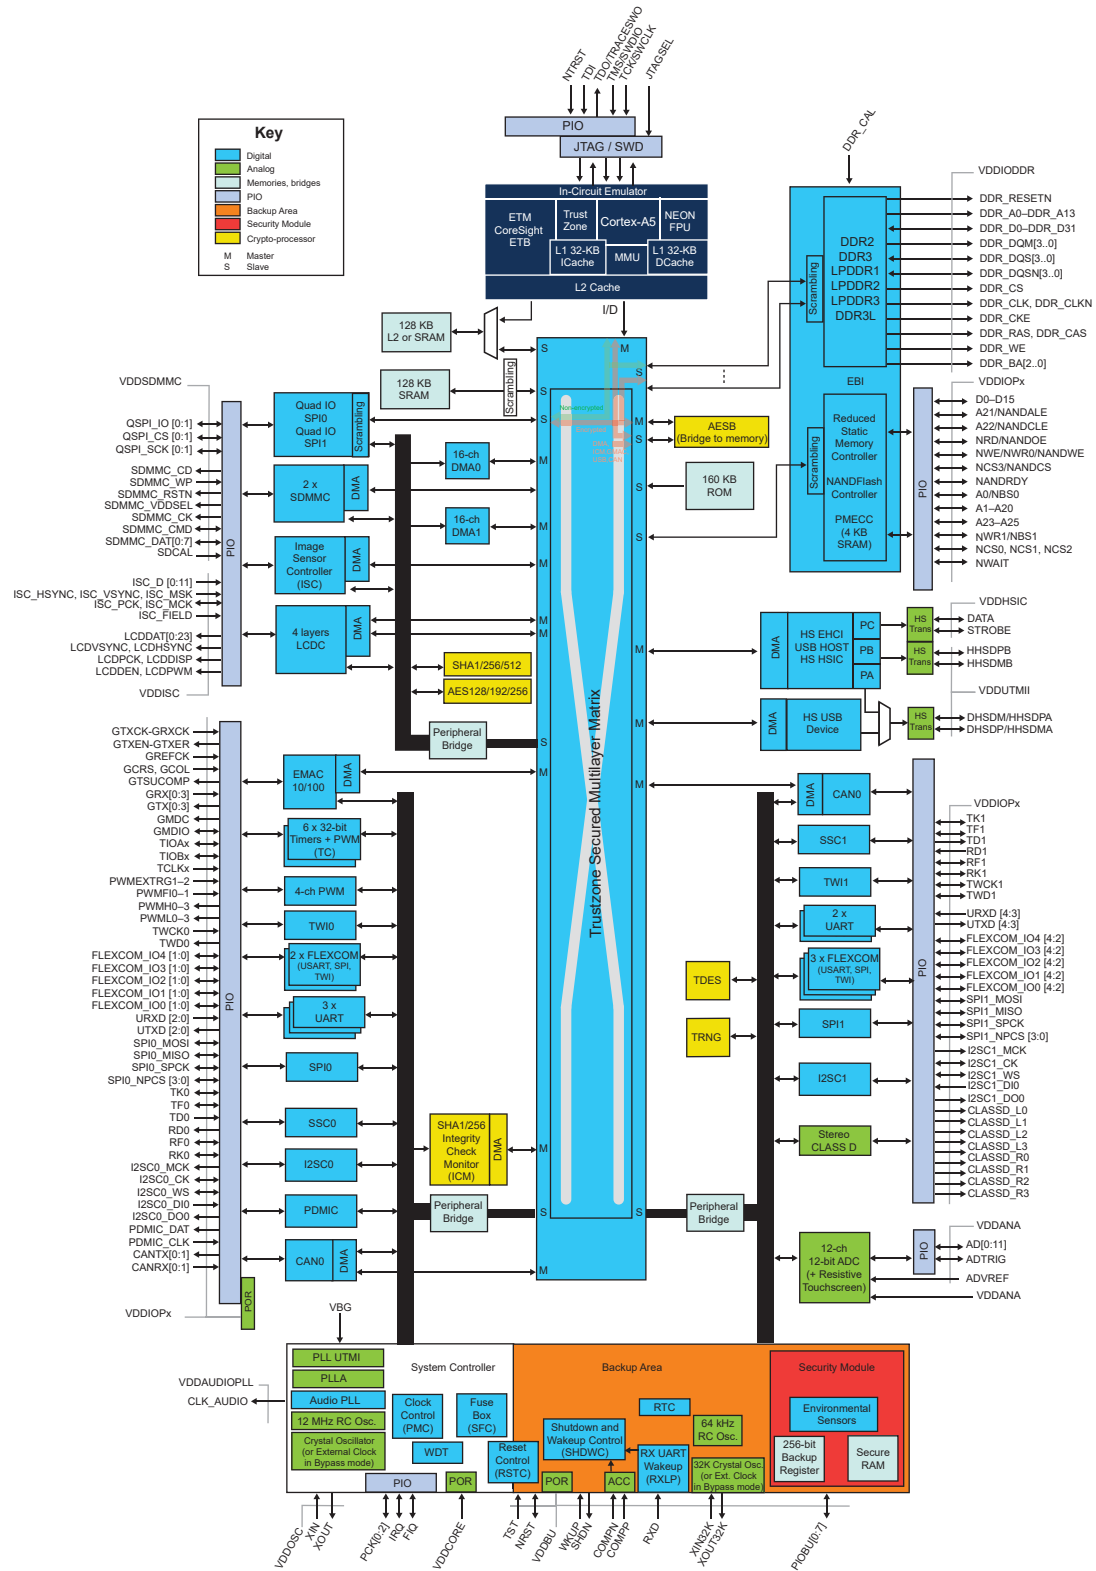 NTRST
TDI
TDO/TRACESWO
TMS/SWDIO
TCK/SWCLK
JTAGSEL
PIO
JTAG / SWD
Key
Digital
Analog
Memories, bridges
PIO
Backup Area
Security Module
Crypto-processor
M Master
S Slave
In-Circuit Emulator
ETM
CoreSight
ETB
Trust
Zone
Cortex-A5
NEON
FPU
L1 32-KB
ICache
MMU
L1 32-KB
DCache
L2 Cache
I/D
128 KB
L2 or SRAM
128 KB
SRAM
Scrambling
DDR_CAL
Scrambling
DDR2
DDR3
LPDDR1
LPDDR2
LPDDR3
DDR3L
EBI
Scrambling
Reduced
Static
Memory
Controller
NANDFlash
Controller
PMECC
(4 KB
SRAM)
PIO
VDDIODDR
DDR_RESETN
DDR_A0–DDR_A13
DDR_D0–DDR_D31
DDR_DQM[3..0]
DDR_DQS[3..0]
DDR_DQSN[3..0]
DDR_CS
DDR_CLK, DDR_CLKN
DDR_CKE
DDR_RAS, DDR_CAS
DDR_WE
DDR_BA[2..0]
VDDIOPx
D0–D15
A21/NANDALE
A22/NANDCLE
NRD/NANDOE
NWE/NWR0/NANDWE
NCS3/NANDCS
NANDRDY
A0/NBS0
A1–A20
A23–A25
NWR1/NBS1
NCS0, NCS1, NCS2
NWAIT
VDDSDMMC
QSPI_IO [0:1]
QSPI_CS [0:1]
QSPI_SCK [0:1]
SDMMC_CD
SDMMC_WP
SDMMC_RSTN
SDMMC_VDDSEL
SDMMC_CK
SDMMC_CMD
SDMMC_DAT[0:7]
SDCAL
ISC_D [0:11]
ISC_HSYNC, ISC_VSYNC, ISC_MSK
ISC_PCK, ISC_MCK
ISC_FIELD
LCDDAT[0:23]
LCDVSYNC, LCDHSYNC
LCDPCK, LCDDISP
LCDDEN, LCDPWM
VDDISC
PIO
Quad IO
SPI0
Quad IO
SPI1
Scrambling
2 x
SDMMC
DMA
Image
Sensor
Controller
(ISC)
DMA
4 layers
LCDC
DMA
16-ch
DMA0
16-ch
DMA1
SHA1/256/512
AES128/192/256
Peripheral
Bridge
S
S
S
M
M
M
M
M
S
M
M
S
M
M
S
M
S
S
S
M
M
M
S
Non-encrypted
Trustzone Secured Multilayer Matrix
AESB
(Bridge to memory)
160 KB
ROM
DMA
HS EHCI
USB HOST
HS HSIC
PC
PB
PA
DMA
HS USB
Device
HS
Trans
HS
Trans
HS
Trans
VDDHSIC
DATA
STROBE
HHSDPB
HHSDMB
VDDUTMII
DHSDM/HHSDPA
DHSDP/HHSDMA
GTXCK-GRXCK
GTXEN-GTXER
GREFCK
GCRS, GCOL
GTSUCOMP
GRX[0:3]
GTX[0:3]
GMDC
GMDIO
TIOAx
TIOBx
TCLKx
PWMEXTRG1–2
PWMFI0–1
PWMH0–3
PWML0–3
TWCK0
TWD0
FLEXCOM_IO4 [1:0]
FLEXCOM_IO3 [1:0]
FLEXCOM_IO2 [1:0]
FLEXCOM_IO1 [1:0]
FLEXCOM_IO0 [1:0]
URXD [2:0]
UTXD [2:0]
SPI0_MOSI
SPI0_MISO
SPI0_SPCK
SPI0_NPCS [3:0]
TK0
TF0
TD0
RD0
RF0
RK0
I2SC0_MCK
I2SC0_CK
I2SC0_WS
I2SC0_DI0
I2SC0_DO0
PDMIC_DAT
PDMIC_CLK
CANTX[0:1]
CANRX[0:1]
VDDIOPx
PIO
POR
EMAC
10/100
DMA
6 x 32-bit
Timers + PWM
(TC)
4-ch PWM
TWI0
2 x FLEXCOM
(USART, SPI,
TWI)
3 x
UART
SPI0
SSC0
I2SC0
PDMIC
CAN0
DMA
SHA1/256
Integrity
Check
Monitor
(ICM)
DMA
Peripheral
Bridge
TDES
TRNG
Peripheral
Bridge
DMA
CAN0
SSC1
TWI1
2 x
UART
3 x FLEXCOM
(USART, SPI,
TWI)
SPI1
I2SC1
Stereo
CLASS D
12-ch
12-bit ADC
(+ Resistive
Touchscreen)
PIO
PIO
VDDIOPx
TK1
TF1
TD1
RD1
RF1
RK1
TWCK1
TWD1
URXD [4:3]
UTXD [4:3]
FLEXCOM_IO4 [4:2]
FLEXCOM_IO3 [4:2]
FLEXCOM_IO2 [4:2]
FLEXCOM_IO1 [4:2]
FLEXCOM_IO0 [4:2]
SPI1_MOSI
SPI1_MISO
SPI1_SPCK
SPI1_NPCS [3:0]
I2SC1_MCK
I2SC1_CK
I2SC1_WS
I2SC1_DI0
I2SC1_DO0
CLASSD_L0
CLASSD_L1
CLASSD_L2
CLASSD_L3
CLASSD_R0
CLASSD_R1
CLASSD_R2
CLASSD_R3
VDDANA
AD[0:11]
ADTRIG
ADVREF
VDDANA
VBG
VDDAUDIOPLL
CLK_AUDIO
PLL UTMI
PLLA
Audio PLL
12 MHz RC Osc.
Crystal Oscillator
(or External Clock
in Bypass mode)
System Controller
Clock
Control
(PMC)
Fuse
Box
(SFC)
WDT
PIO
POR
Reset
Control
(RSTC)
Backup Area
RTC
Shutdown and
Wakeup Control
(SHDWC)
POR
ACC
RX UART
Wakeup
(RXLP)
64 kHz
RC Osc.
32K Crystal Osc.
(or Ext. Clock
in Bypass mode)
Security Module
Environmental
Sensors
256-bit
Backup
Register
Secure
RAM
VDDOSC
XIN
XOUT
PCK[0:2]
IRQ
FIQ
VDDCORE
TST
NRST
VDDBU
WKUP
SHDN
COMPN
COMPP
RXD
XIN32K
XOUT32K
PIOBU[0:7]